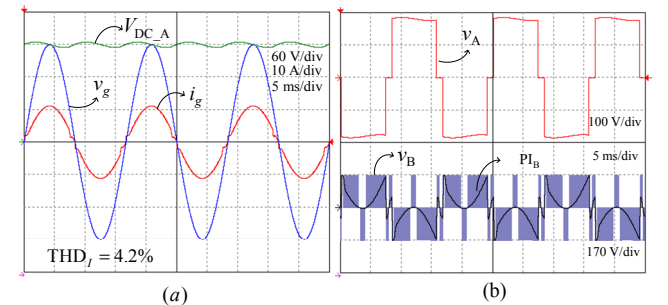 V_DC_A
60 V/div
10 A/div
5 ms/div
v_g
i_g
THD_I = 4.2%
(a)
v_A
100 V/div
5 ms/div
v_B
PI_B
170 V/div
(b)